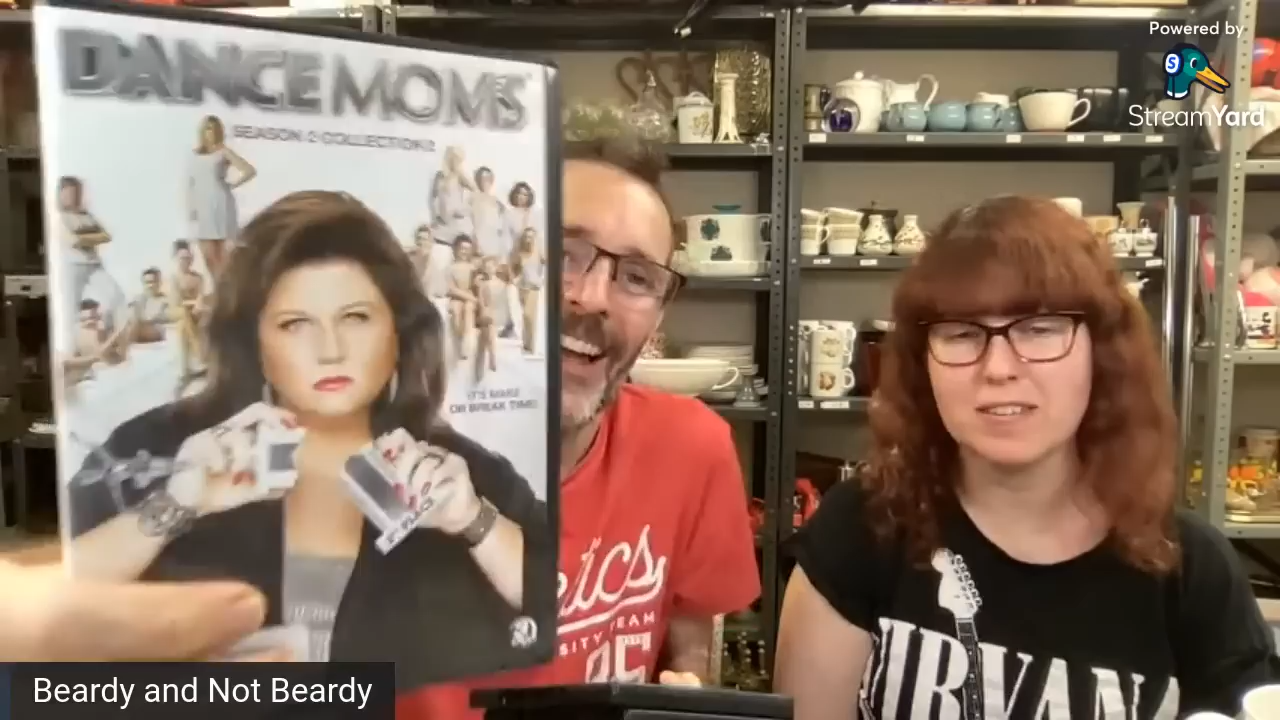 Powered by
StreamYard
DANCE MOMS
SEASON 2 COLLECTION 2
IT'S MAKE
OR BREAK TIME!
NIRVANA
Beardy and Not Beardy